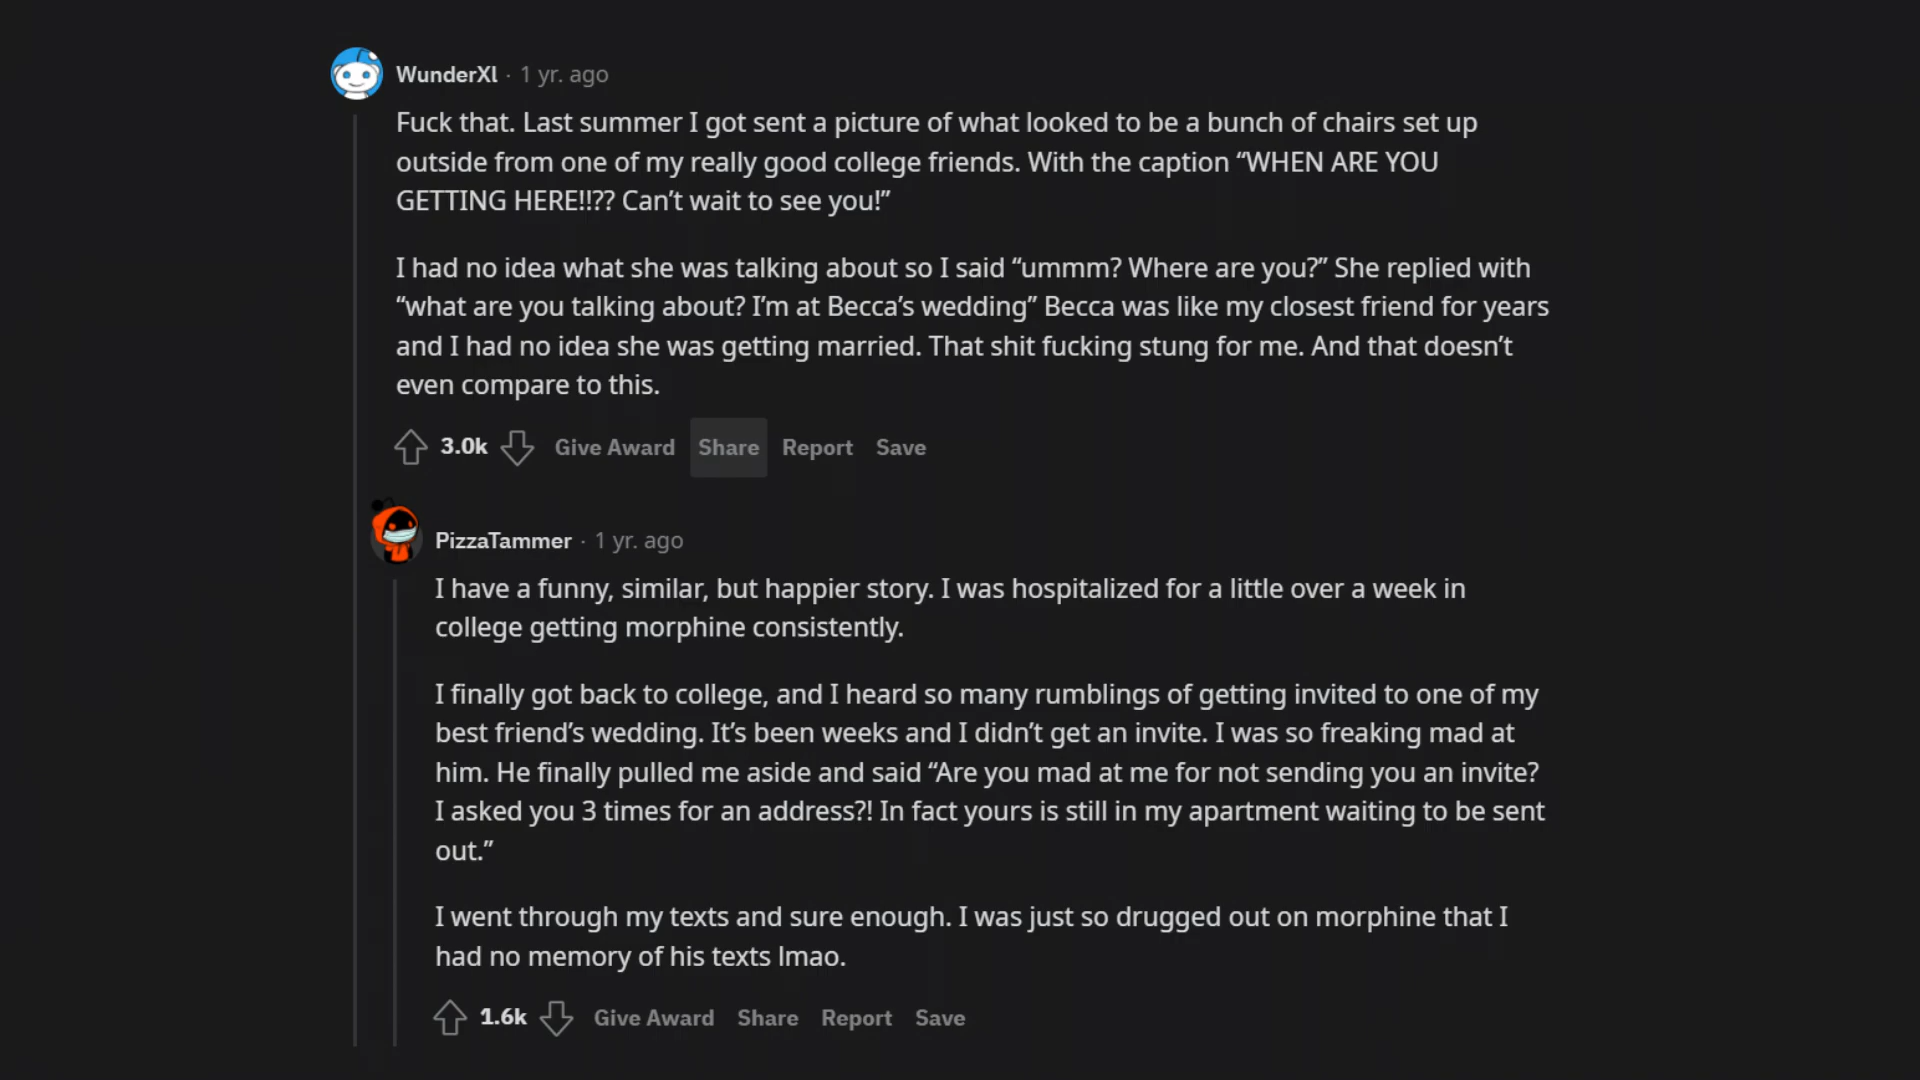 WunderXl · 1 yr. ago
Fuck that. Last summer I got sent a picture of what looked to be a bunch of chairs set up
outside from one of my really good college friends. With the caption “WHEN ARE YOU
GETTING HERE!!?? Can’t wait to see you!”
I had no idea what she was talking about so I said “ummm? Where are you?” She replied with
“what are you talking about? I’m at Becca’s wedding” Becca was like my closest friend for years
and I had no idea she was getting married. That shit fucking stung for me. And that doesn’t
even compare to this.
3.0k Give Award Share Report Save
PizzaTammer · 1 yr. ago
I have a funny, similar, but happier story. I was hospitalized for a little over a week in
college getting morphine consistently.
I finally got back to college, and I heard so many rumblings of getting invited to one of my
best friend’s wedding. It’s been weeks and I didn’t get an invite. I was so freaking mad at
him. He finally pulled me aside and said “Are you mad at me for not sending you an invite?
I asked you 3 times for an address?! In fact yours is still in my apartment waiting to be sent
out.”
I went through my texts and sure enough. I was just so drugged out on morphine that I
had no memory of his texts lmao.
1.6k Give Award Share Report Save